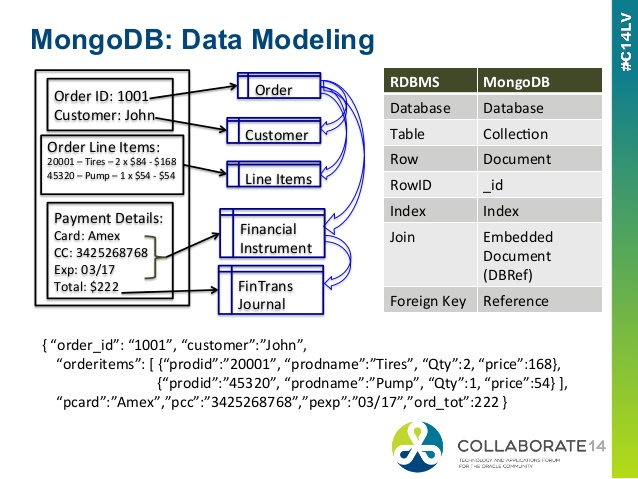 #C14LV
MongoDB: Data Modeling
Order ID: 1001
Customer: John
Order Line Items:
20001 – Tires – 2 x $84 - $168
45320 – Pump – 1 x $54 - $54
Payment Details:
Card: Amex
CC: 3425268768
Exp: 03/17
Total: $222
Order
Customer
Line Items
Financial
Instrument
FinTrans
Journal
RDBMS MongoDB
Database Database
Table Collection
Row Document
RowID _id
Index Index
Join Embedded
Document
(DBRef)
Foreign Key Reference
{ “order_id”: “1001”, “customer”:”John”,
“orderitems”: [ {“prodid”:”20001”, “prodname”:”Tires”, “Qty”:2, “price”:168},
{“prodid”:”45320”, “prodname”:”Pump”, “Qty”:1, “price”:54} ],
“pcard”:”Amex”,”pcc”:”3425268768”,”pexp”:”03/17”,”ord_tot”:222 }
COLLABORATE14
TECHNOLOGY AND APPLICATIONS FORUM
FOR THE ORACLE COMMUNITY